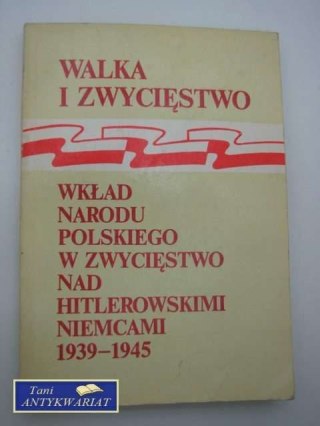 WALKA
I ZWYCIĘSTWO
WKŁAD
NARODU
POLSKIEGO
W ZWYCIĘSTWO
NAD
HITLEROWSKIMI
NIEMCAMI
1939–1945
Tani
ANTYKWARIAT